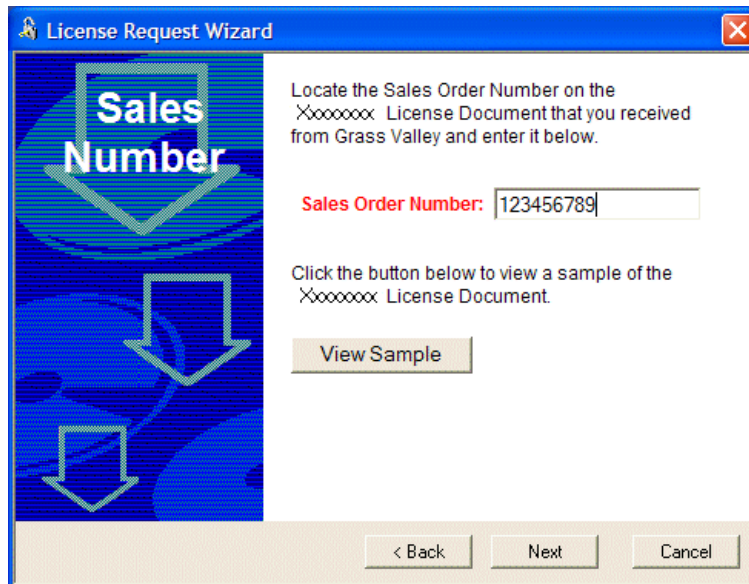 License Request Wizard
Sales
Number
Locate the Sales Order Number on the
Xxxxxxxx License Document that you received
from Grass Valley and enter it below.
Sales Order Number: 123456789
Click the button below to view a sample of the
Xxxxxxxx License Document.
View Sample
< Back Next Cancel